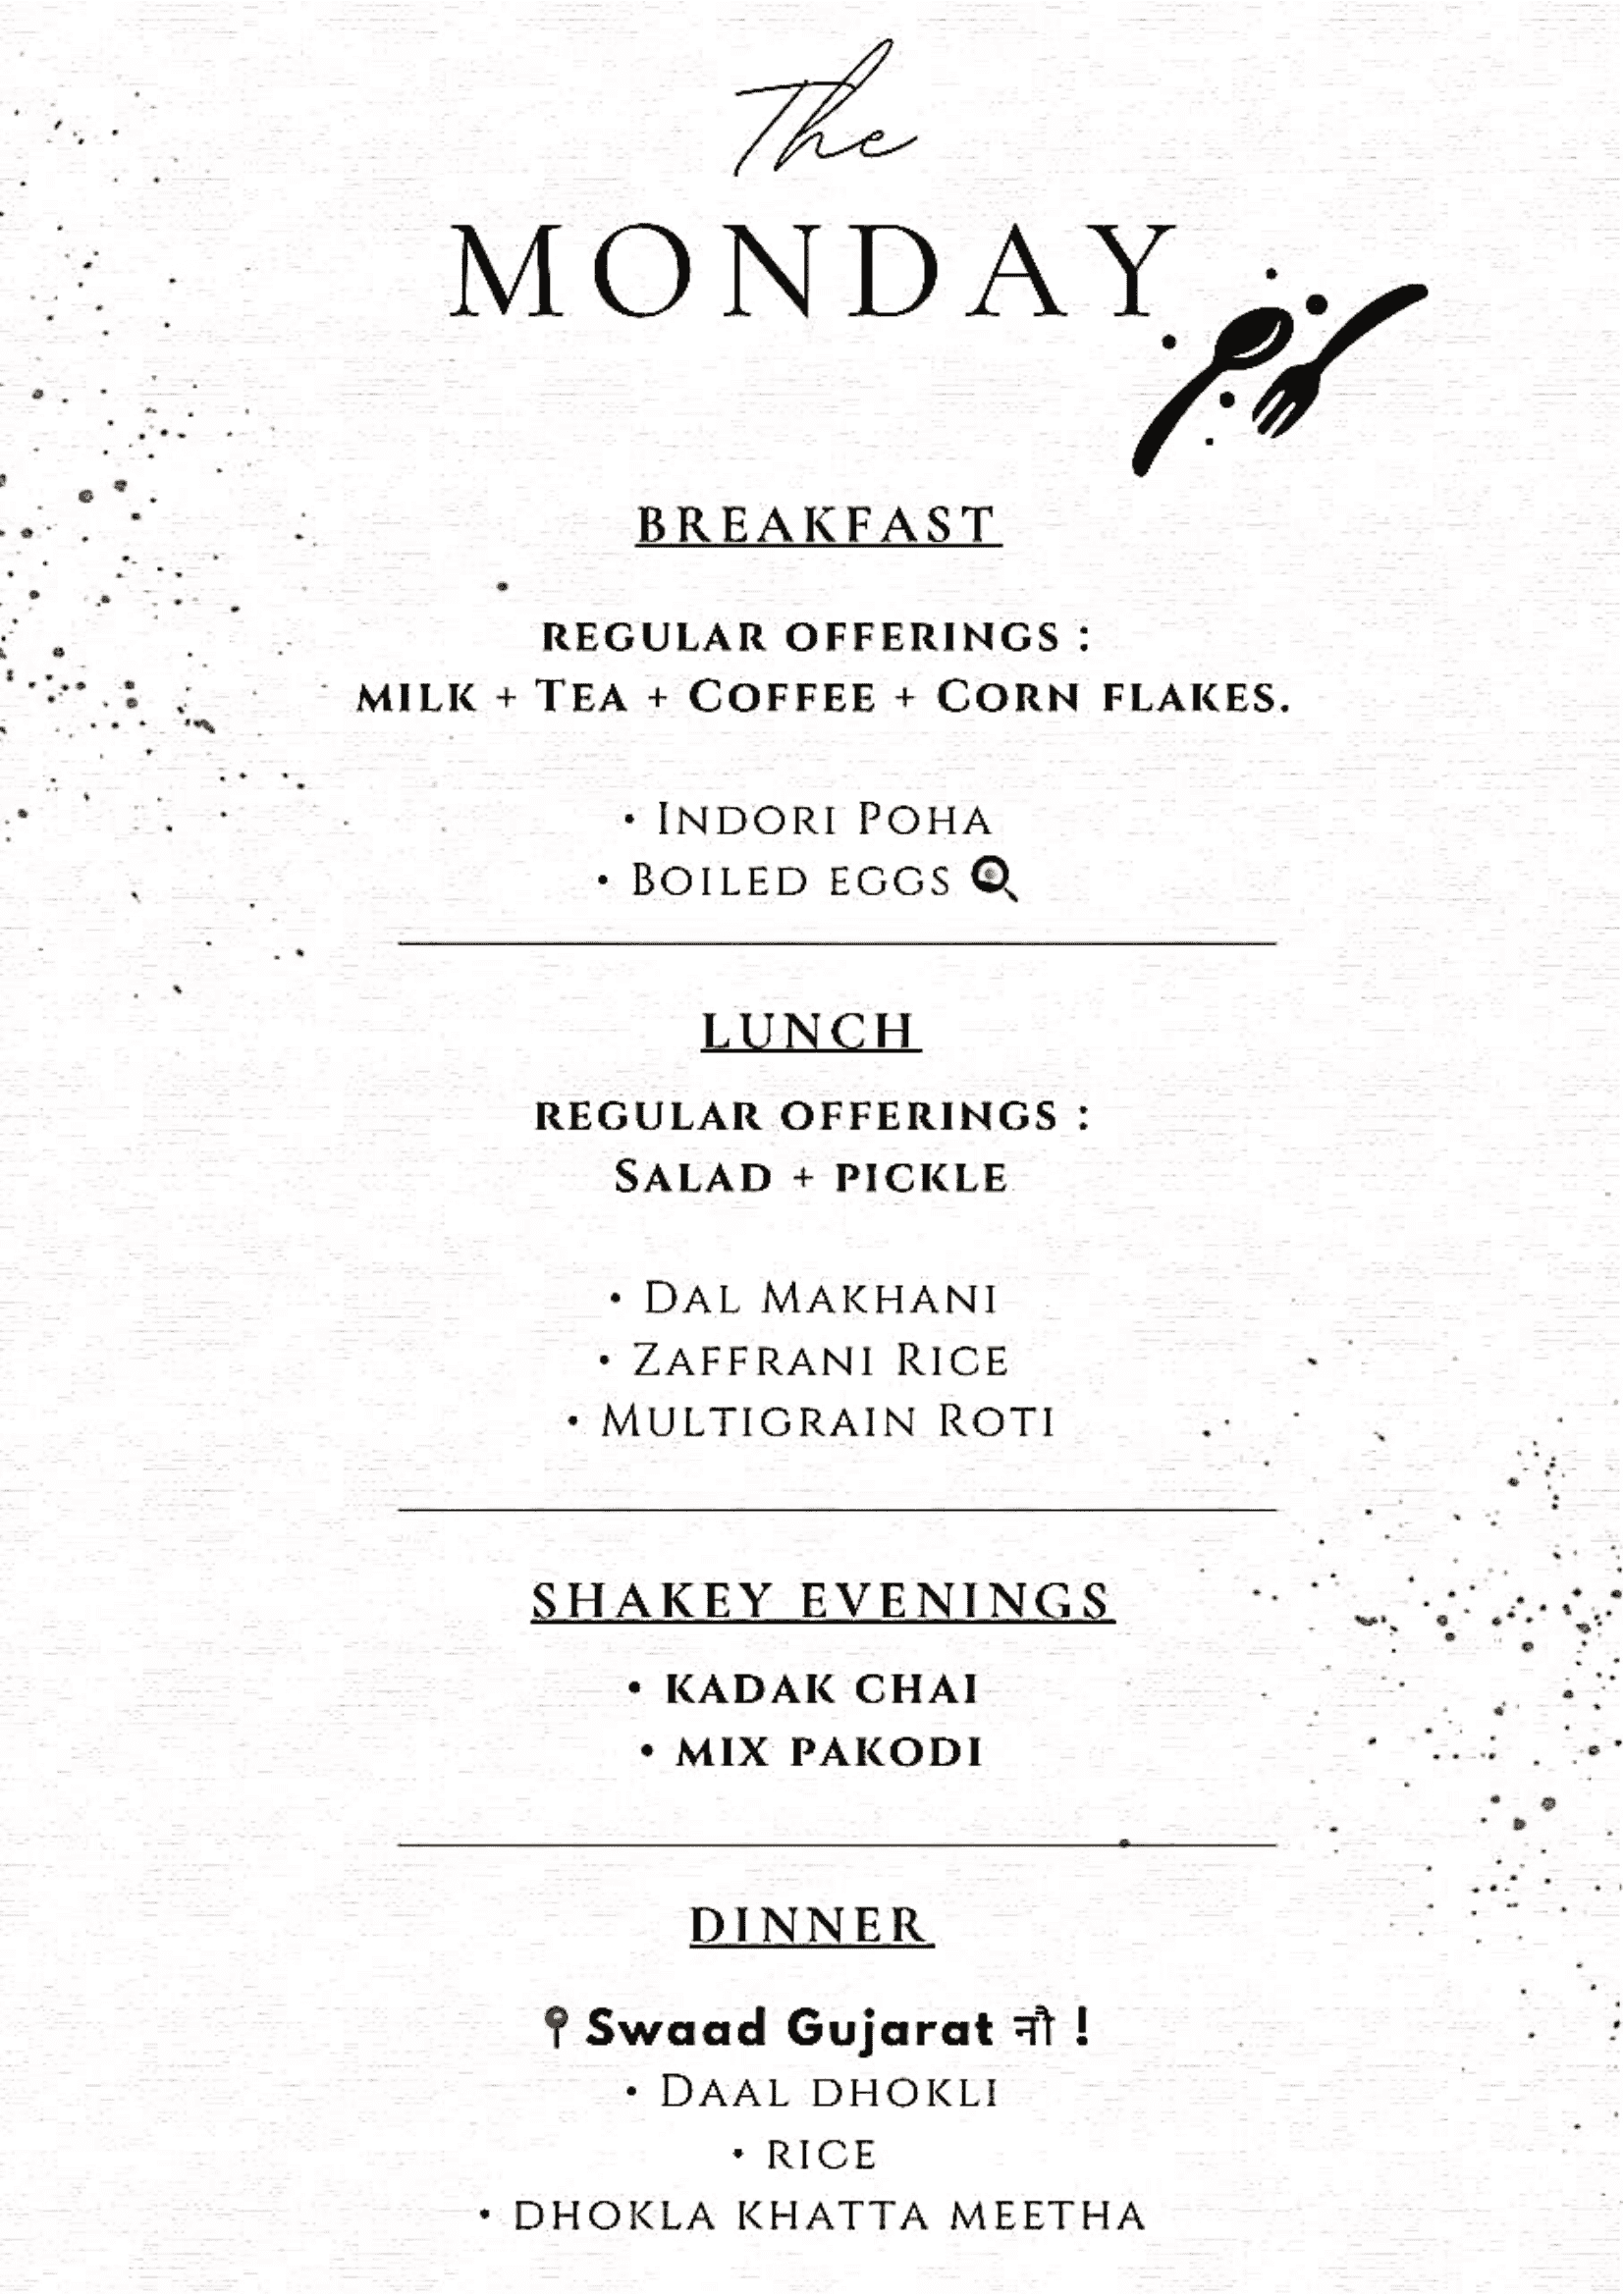 The
MONDAY
BREAKFAST
REGULAR OFFERINGS :
MILK + TEA + COFFEE + CORN FLAKES.
• INDORI POHA
• BOILED EGGS 🍳
LUNCH
REGULAR OFFERINGS :
SALAD + PICKLE
• DAL MAKHANI
• ZAFFRANI RICE
• MULTIGRAIN ROTI
SHAKEY EVENINGS
• KADAK CHAI
• MIX PAKODI
DINNER
📍Swaad Gujarat नौ !
• DAAL DHOKLI
• RICE
• DHOKLA KHATTA MEETHA